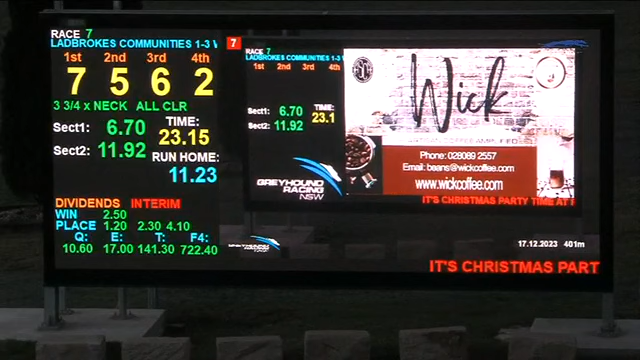 RACE 7
LADBROKES COMMUNITIES 1-3 W
1st 2nd 3rd 4th
7 5 6 2
3 3/4 x NECK ALL CLR
Sect1: 6.70 TIME:
23.15
Sect2: 11.92 RUN HOME:
11.23
DIVIDENDS INTERIM
WIN 2.50
PLACE 1.20 2.30 4.10
Q: E: T: F4:
10.60 17.00 141.30 722.40
7
RACE 7
LADBROKES COMMUNITIES 1-3 W
1st 2nd 3rd 4th
Sect1: 6.70 TIME:
Sect2: 11.92 23.1
GREYHOUND
RACING
NSW
Wick
Phone: 028089 2557
Email: beans@wickcoffee.com
www.wickcoffee.com
IT'S CHRISTMAS PARTY TIME AT
17.12.2023 401m
IT'S CHRISTMAS PART